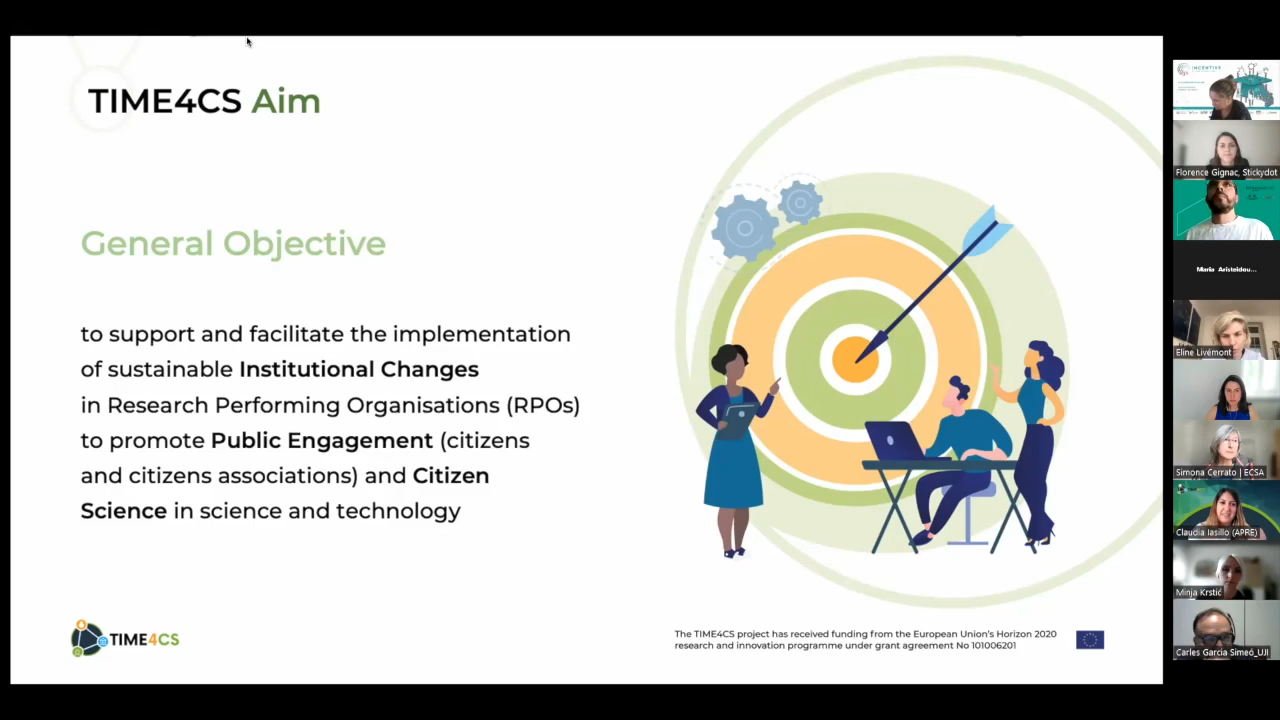 TIME4CS Aim
General Objective
to support and facilitate the implementation
of sustainable Institutional Changes
in Research Performing Organisations (RPOs)
to promote Public Engagement (citizens
and citizens associations) and Citizen
Science in science and technology
TIME4CS
The TIME4CS project has received funding from the European Union's Horizon 2020
research and innovation programme under grant agreement No 101006201
INCENTIVE
Florence Gignac, Stickydot
Maria Aristeidou...
Eline Livémont
Simona Cerrato | ECSA
Claudia Iasillo (APRE)
Minja Krstić
Carles Garcia Simeó_UJI